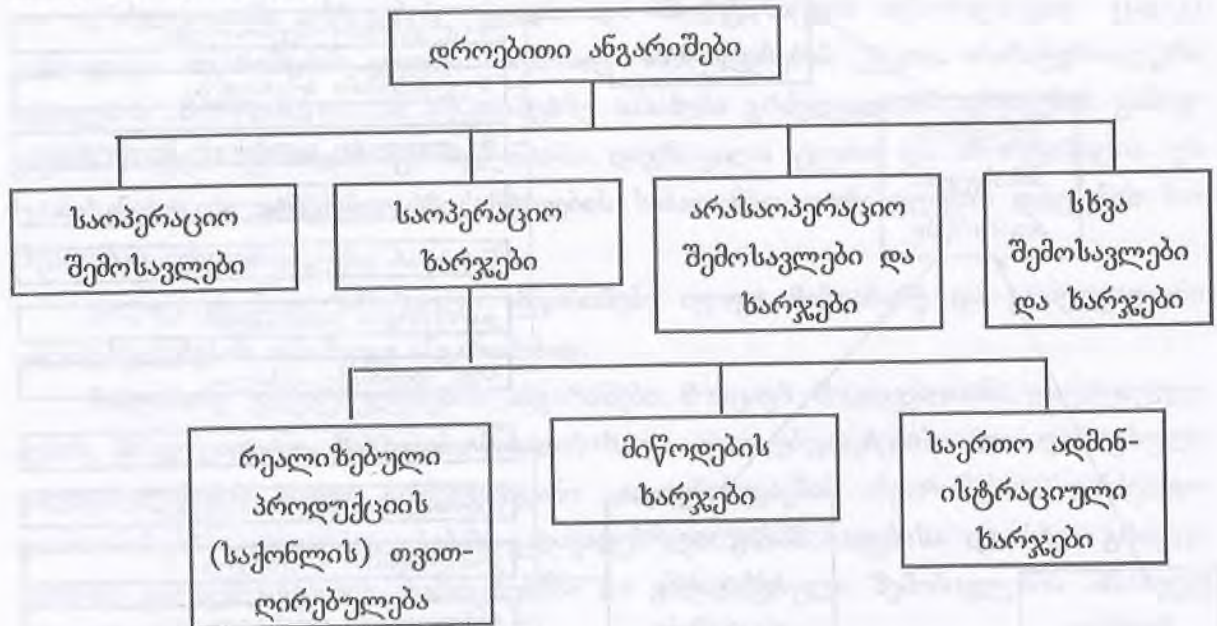 დროებითი ანგარიშები
საოპერაციო
შემოსავლები
საოპერაციო
ხარჯები
არასაოპერაციო
შემოსავლები და
ხარჯები
სხვა
შემოსავლები
და ხარჯები
რეალიზებული
პროდუქციის
(საქონლის) თვით-
ღირებულება
მიწოდების
ხარჯები
საერთო ადმინ-
ისტრაციული
ხარჯები